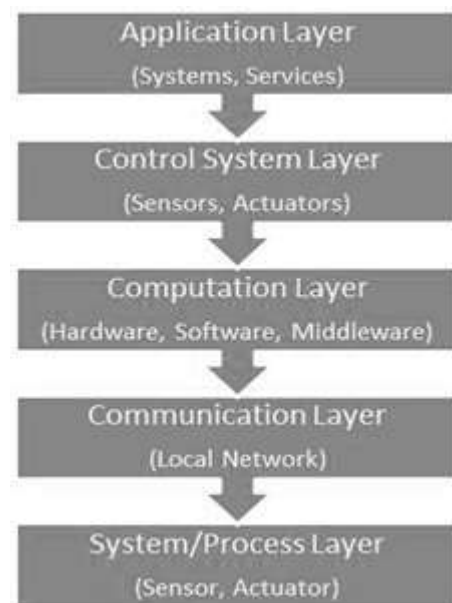 Application Layer
(Systems, Services)
Control System Layer
(Sensors, Actuators)
Computation Layer
(Hardware, Software, Middleware)
Communication Layer
(Local Network)
System/Process Layer
(Sensor, Actuator)